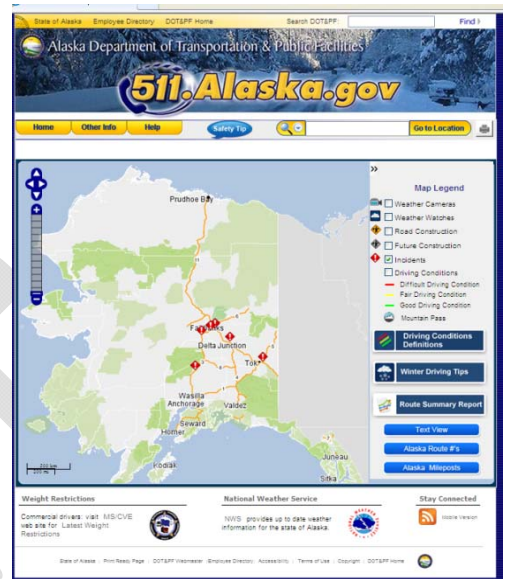 State of Alaska Employee Directory DOT&PF Home Search DOT&PF: Find
Alaska Department of Transportation & Public Facilities
511.Alaska.gov
Home Other Info Help Safety Tip Go to Location
»
Map Legend
Weather Cameras
Weather Watches
Road Construction
Future Construction
Incidents
Driving Conditions
Difficult Driving Condition
Fair Driving Condition
Good Driving Condition
Mountain Pass
Driving Conditions
Definitions
Winter Driving Tips
Route Summary Report
Text View
Alaska Route #'s
Alaska Mileposts
Prudhoe Bay
Fairbanks
Delta Junction
Tok
Wasilla
Anchorage
Valdez
Seward
Homer
Kodiak
Juneau
Sitka
Weight Restrictions National Weather Service Stay Connected
Commercial drivers: visit MS/CVE
web site for Latest Weight
Restrictions
NWS provides up to date weather
information for the state of Alaska.
Mobile Version
State of Alaska Print Ready Page DOT&PF Webmaster Employee Directory Accessibility Terms of Use Copyright DOT&PF Home